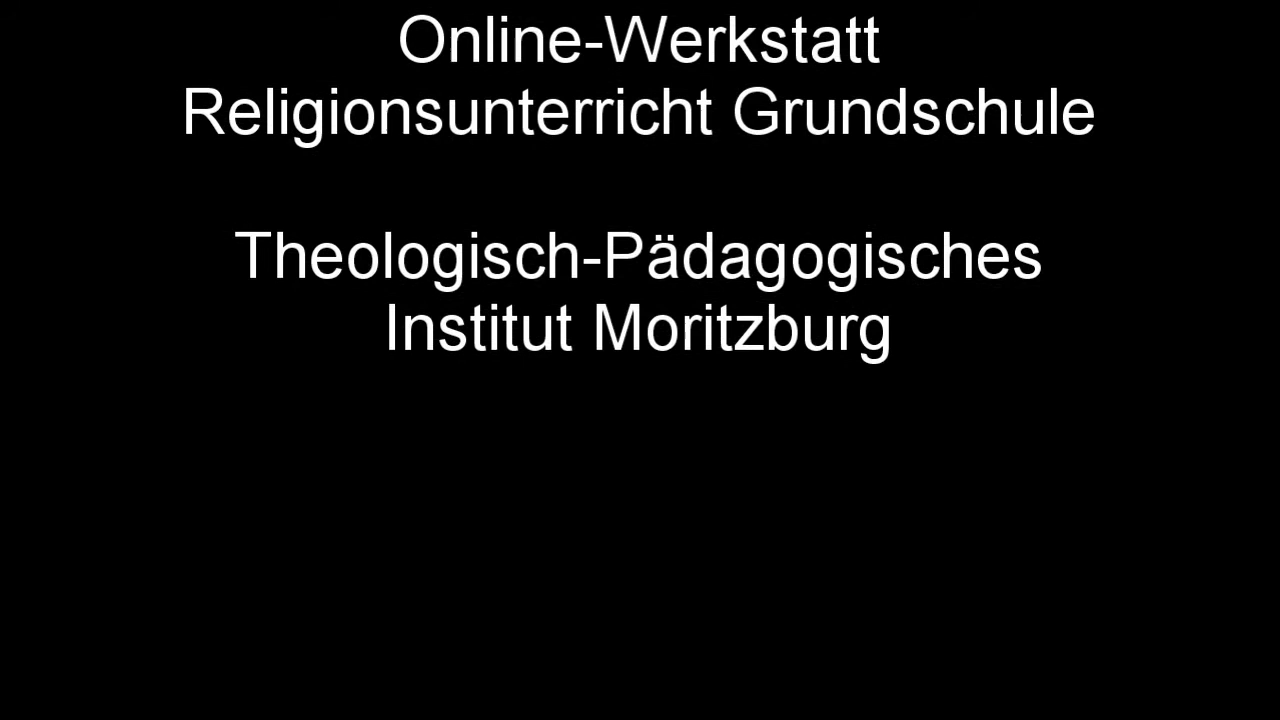 Online-Werkstatt
Religionsunterricht Grundschule
Theologisch-Pädagogisches
Institut Moritzburg